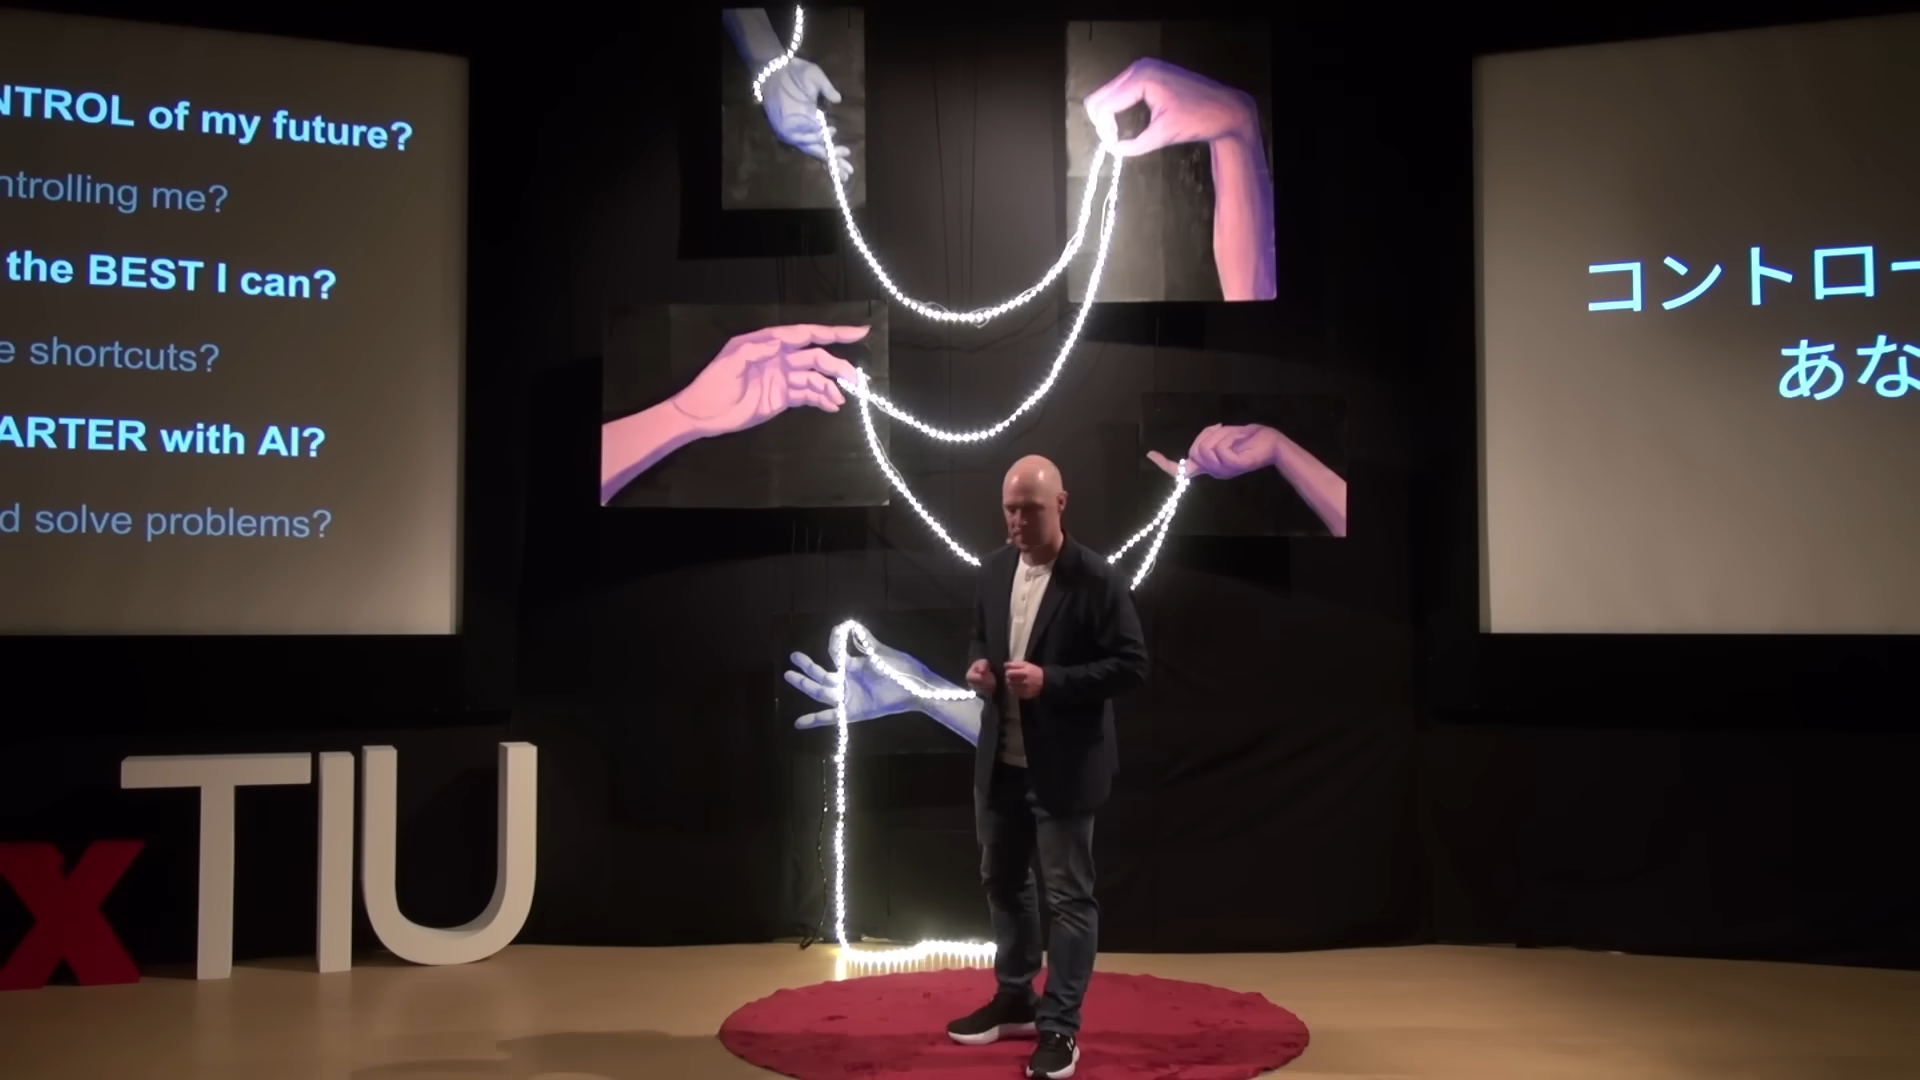 NTROL of my future?
ntrolling me?
the BEST I can?
e shortcuts?
ARTER with AI?
d solve problems?
コントロー
あな
x TIU